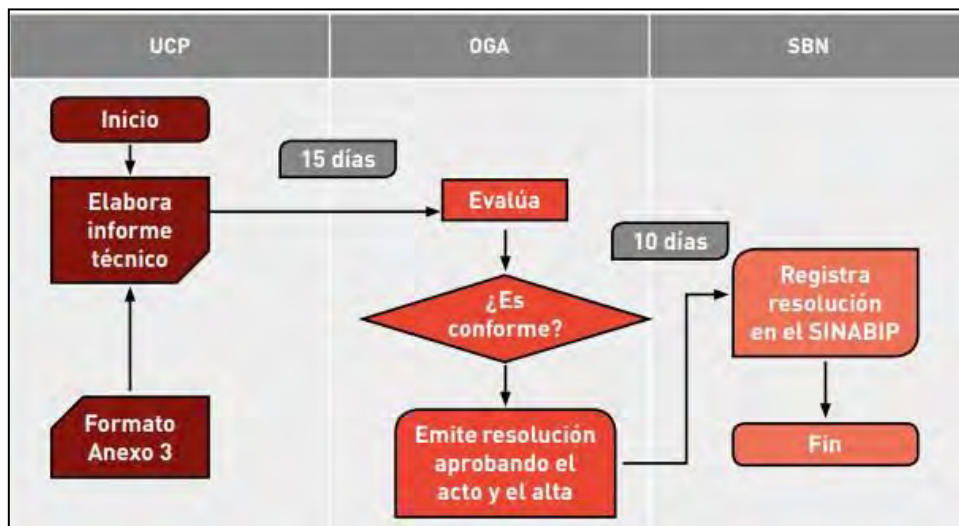 UCP
OGA
SBN
Inicio
15 días
Elabora
informe
técnico
Evalúa
10 días
¿Es
conforme?
Registra
resolución
en el SINABIP
Formato
Anexo 3
Emite resolución
aprobando el
acto y el alta
Fin